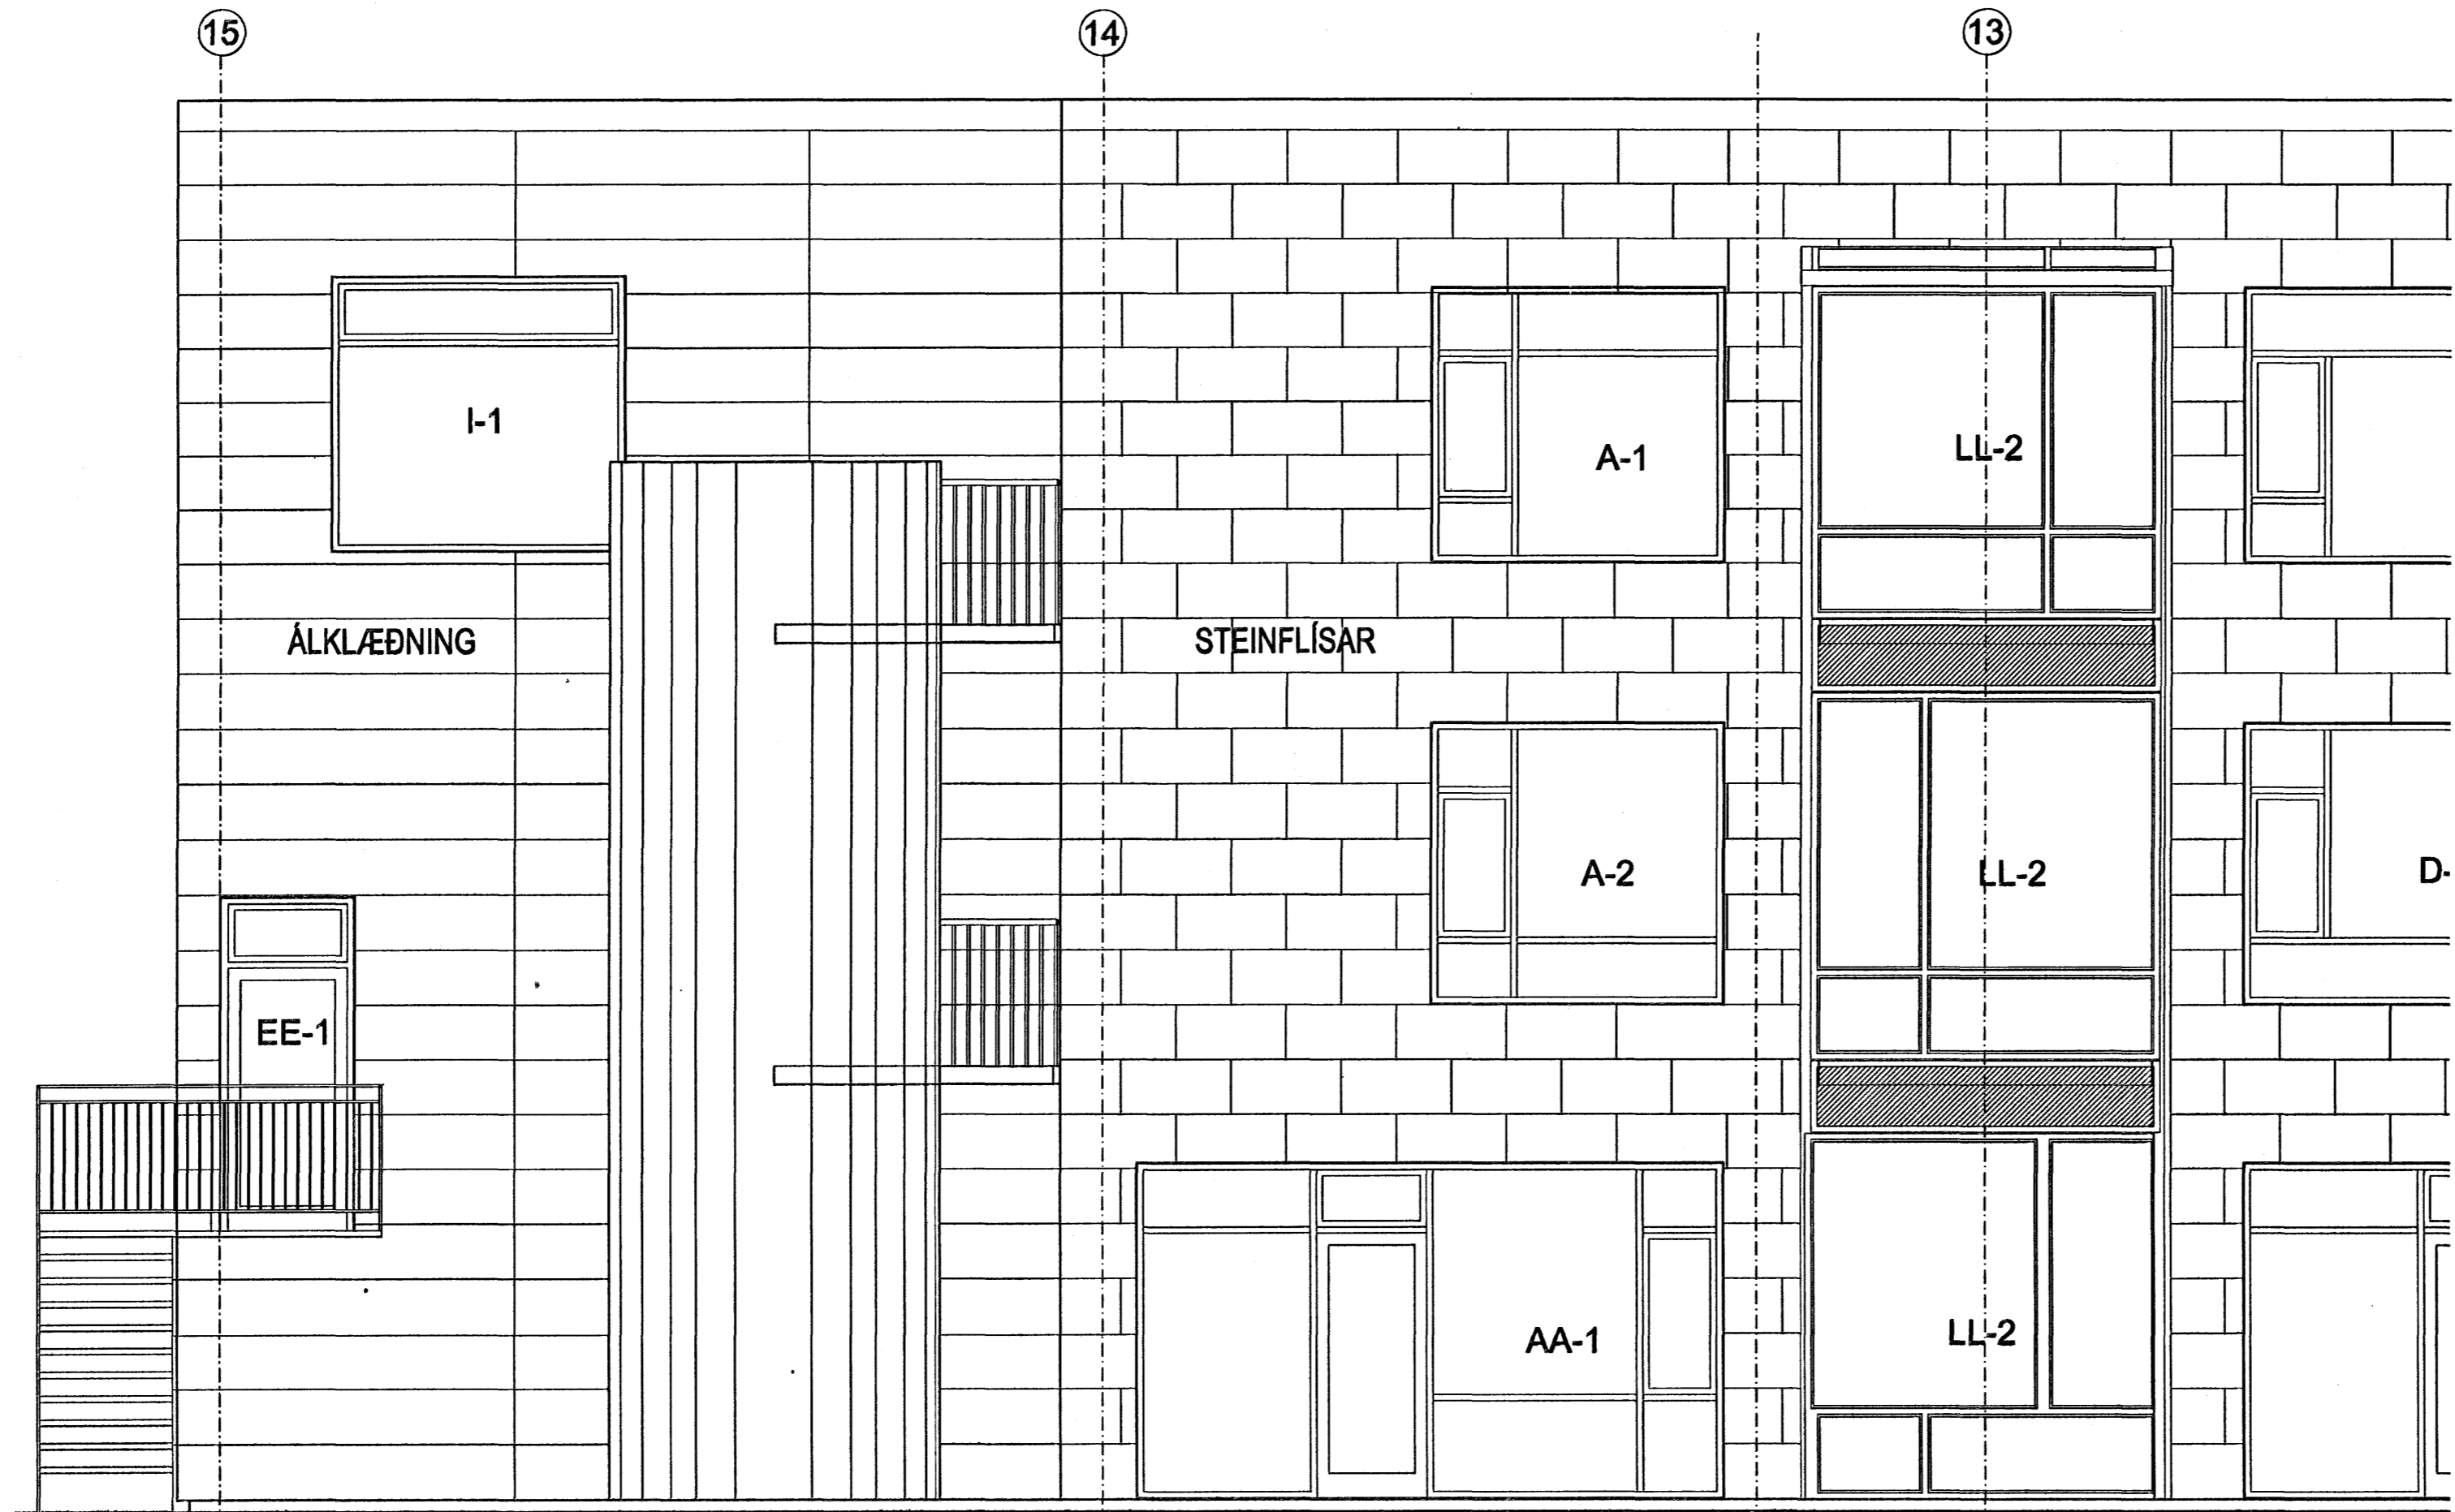 15
14
13
I-1
A-1
LL-2
ÁLKLÆÐNING
STEINFLÍSAR
A-2
LL-2
D-
EE-1
AA-1
LL-2